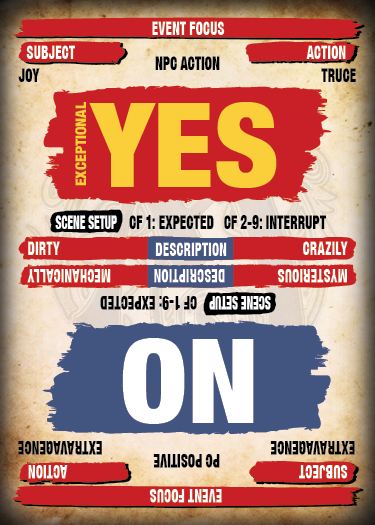 EVENT FOCUS
SUBJECT ACTION
JOY NPC ACTION TRUCE
EXCEPTIONAL
YES
SCENE SETUP CF 1: EXPECTED CF 2-9: INTERRUPT
DIRTY DESCRIPTION CRAZILY
EVENT FOCUS
SUBJECT ACTION
EXTRAVAGENCE PC POSITIVE EXTRAVAGENCE
NO
SCENE SETUP CF 1-9: EXPECTED
MYSTERIOUS DESCRIPTION MECHANICALLY